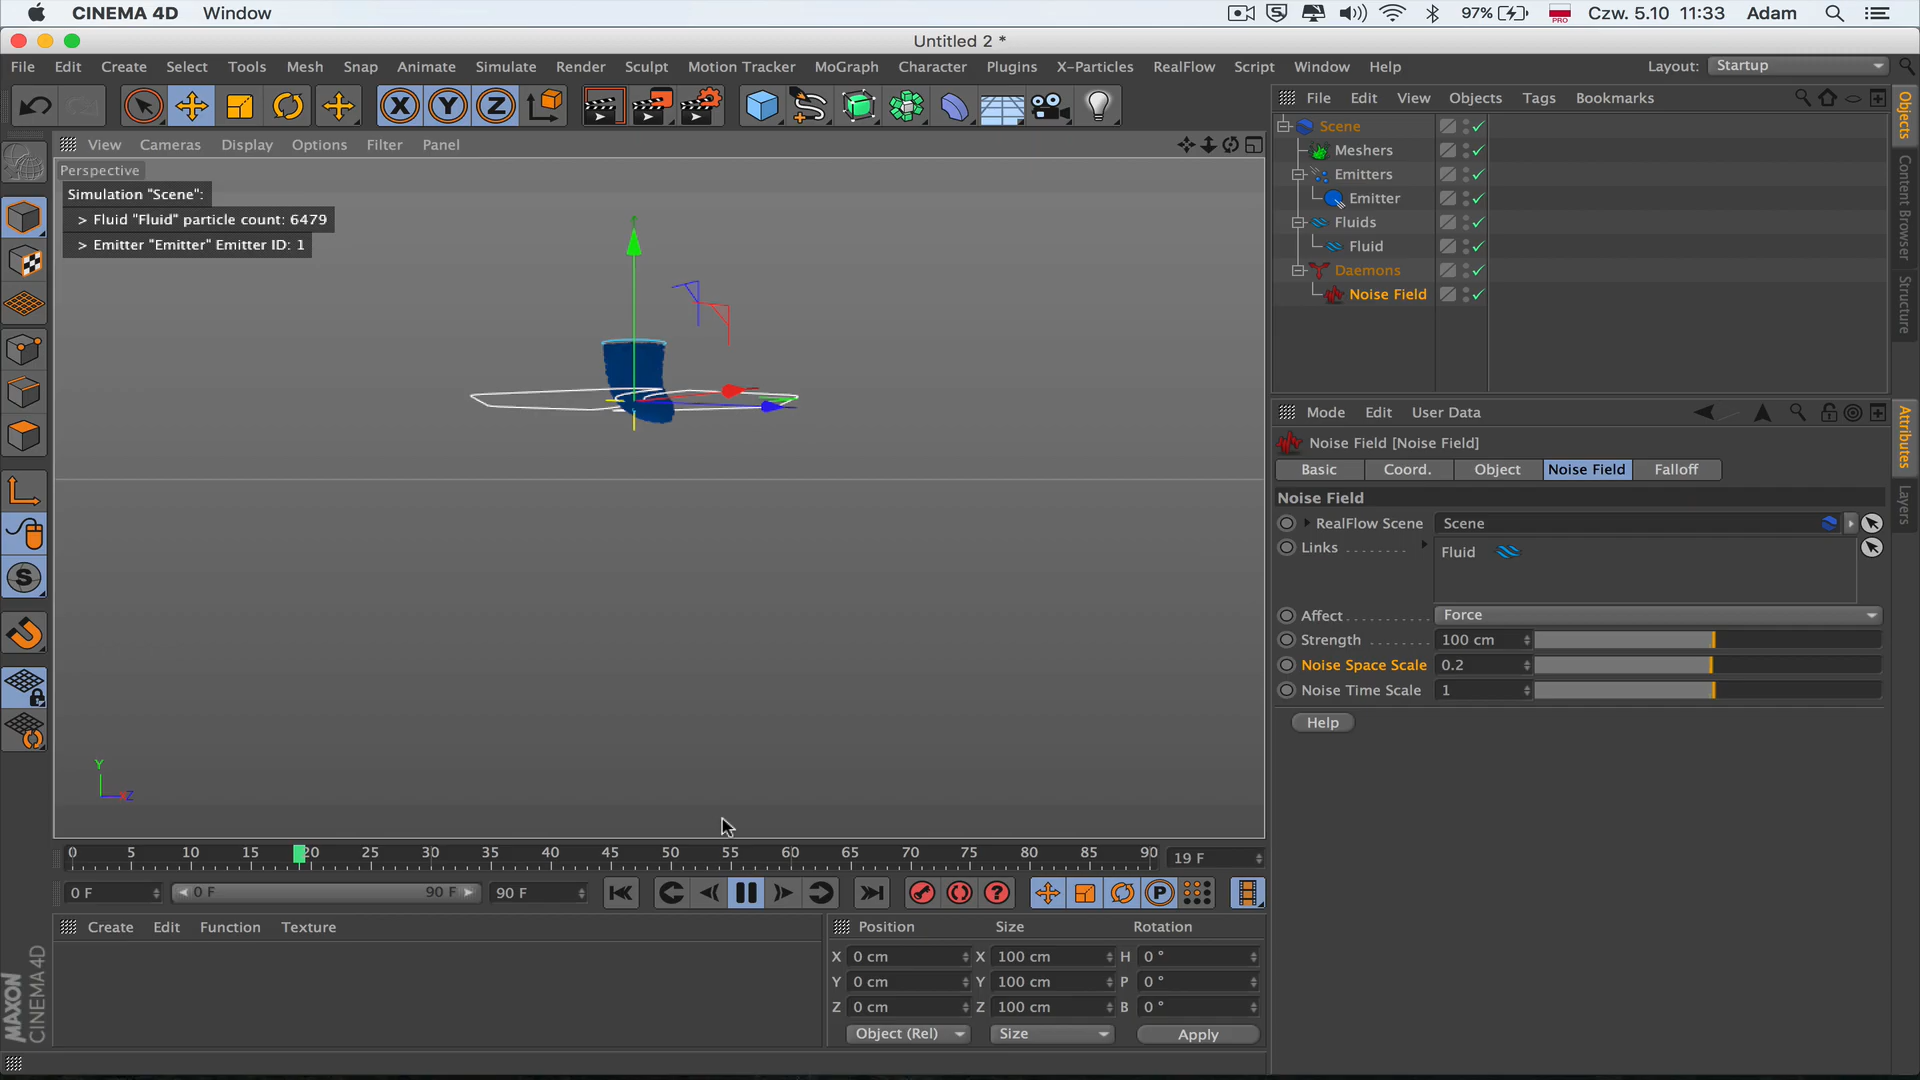 CINEMA 4D Window 97% PRO Czw. 5.10 11:33 Adam
Untitled 2 *
File Edit Create Select Tools Mesh Snap Animate Simulate Render Sculpt Motion Tracker MoGraph Character Plugins X-Particles RealFlow Script Window Help Layout: Startup
X Y Z
File Edit View Objects Tags Bookmarks
View Cameras Display Options Filter Panel
Perspective
Simulation "Scene":
> Fluid "Fluid" particle count: 6479
> Emitter "Emitter" Emitter ID: 1
Scene
Meshers
Emitters
Emitter
Fluids
Fluid
Daemons
Noise Field
Objects
Content Browser
Structure
Mode Edit User Data
Noise Field [Noise Field]
Basic Coord. Object Noise Field Falloff
Noise Field
RealFlow Scene Scene
Links ........ Fluid
Affect ........... Force
Strength ........ 100 cm
Noise Space Scale 0.2
Noise Time Scale 1
Help
Attributes
Layers
S
Y
Z
0 5 10 15 20 25 30 35 40 45 50 55 60 65 70 75 80 85 90 19 F
0 F 0 F 90 F 90 F ? P
Create Edit Function Texture
Position Size Rotation
X 0 cm X 100 cm H 0 °
Y 0 cm Y 100 cm P 0 °
Z 0 cm Z 100 cm B 0 °
Object (Rel) Size Apply
MAXON
CINEMA 4D